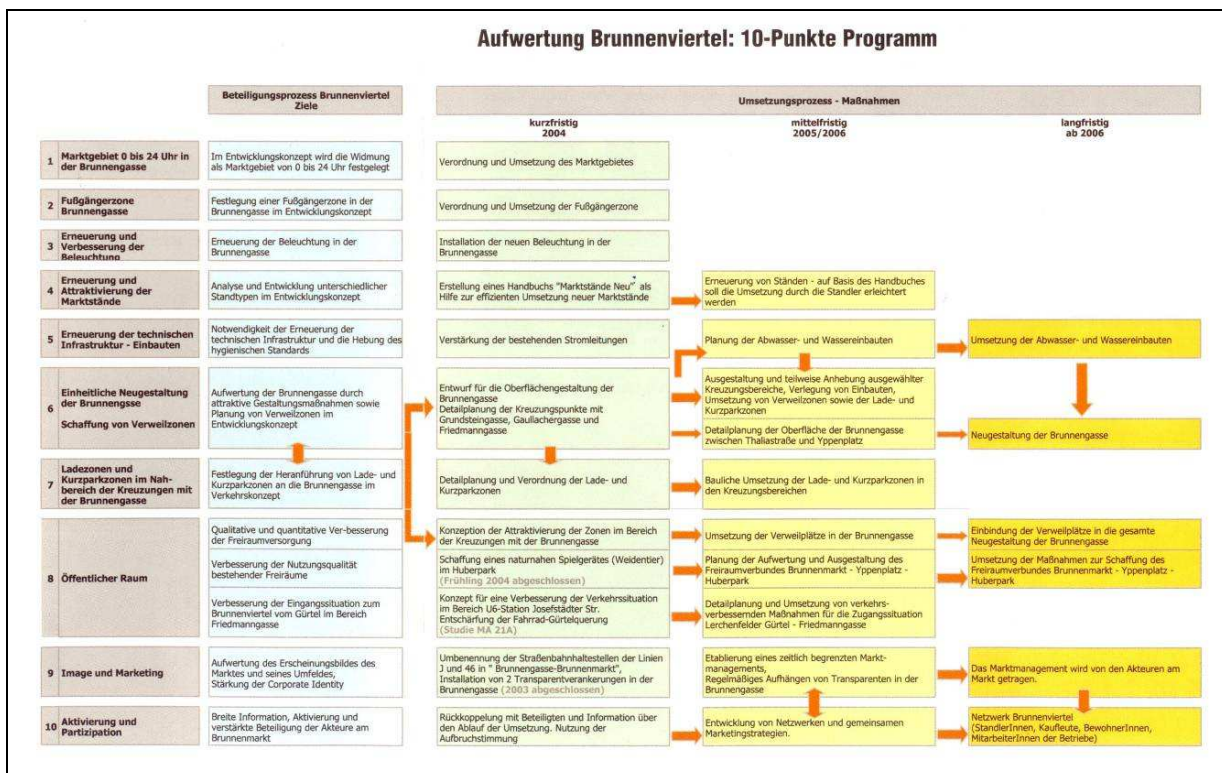 Aufwertung Brunnenviertel: 10-Punkte Programm
Beteiligungsprozess Brunnenviertel
Ziele
Umsetzungsprozess - Maßnahmen
kurzfristig
2004
mittelfristig
2005/2006
langfristig
ab 2006
1 Marktgebiet 0 bis 24 Uhr in
der Brunnengasse
Im Entwicklungskonzept wird die Widmung
als Marktgebiet von 0 bis 24 Uhr festgelegt
Verordnung und Umsetzung des Marktgebietes
2 Fußgängerzone
Brunnengasse
Festlegung einer Fußgängerzone in der
Brunnengasse im Entwicklungskonzept
Verordnung und Umsetzung der Fußgängerzone
3 Erneuerung und
Verbesserung der
Beleuchtung
Erneuerung der Beleuchtung in der
Brunnengasse
Installation der neuen Beleuchtung in der
Brunnengasse
4 Erneuerung und
Attraktivierung der
Marktstände
Analyse und Entwicklung unterschiedlicher
Standtypen im Entwicklungskonzept
Erstellung eines Handbuchs "Marktstände Neu" als
Hilfe zur effizienten Umsetzung neuer Marktstände
Erneuerung von Ständen - auf Basis des Handbuches
soll die Umsetzung durch die Standler erleichtert
werden
5 Erneuerung der technischen
Infrastruktur - Einbauten
Notwendigkeit der Erneuerung der
technischen Infrastruktur und die Hebung des
hygienischen Standards
Verstärkung der bestehenden Stromleitungen
Planung der Abwasser- und Wassereinbauten
Umsetzung der Abwasser- und Wassereinbauten
6 Einheitliche Neugestaltung
der Brunnengsse
Schaffung von Verweilzonen
Aufwertung der Brunnengasse durch
attraktive Gestaltungsmaßnahmen sowie
Planung von Verweilzonen im
Entwicklungskonzept
Entwurf für die Oberflächengestaltung der
Brunnengasse
Detailplanung der Kreuzungspunkte mit
Grundsteingasse, Gaullachergasse und
Friedmanngasse
Ausgestaltung und teilweise Anhebung ausgewählter
Kreuzungsbereiche, Verlegung von Einbauten,
Umsetzung von Verweilzonen sowie der Lade- und
Kurzparkzonen
Detailplanung der Oberfläche der Brunnengasse
zwischen Thaliastraße und Yppenplatz
Neugestaltung der Brunnengasse
7 Ladezonen und
Kurzparkzonen im Nah-
bereich der Kreuzungen mit
der Brunnengasse
Festlegung der Heranführung von Lade- und
Kurzparkzonen an die Brunnengasse im
Verkehrskonzept
Detailplanung und Verordnung der Lade- und
Kurzparkzonen
Bauliche Umsetzung der Lade- und Kurzparkzonen in
den Kreuzungsbereichen
8 Öffentlicher Raum
Qualitative und quantitative Ver-besserung
der Freiraumversorgung
Konzeption der Attraktivierung der Zonen im Bereich
der Kreuzungen mit der Brunnengasse
Umsetzung der Verweilplätze in der Brunnengasse
Einbindung der Verweilplätze in die gesamte
Neugestaltung der Brunnengasse
Verbesserung der Nutzungsqualität
bestehender Freiräume
Schaffung eines naturnahen Spielgerätes (Weidentier)
im Huberpark
(Frühling 2004 abgeschlossen)
Planung der Aufwertung und Ausgestaltung des
Freiraumverbundes Brunnenmarkt - Yppenplatz -
Huberpark
Umsetzung der Maßnahmen zur Schaffung des
Freiraumverbundes Brunnenmarkt - Yppenplatz -
Huberpark
Verbesserung der Eingangssituation zum
Brunnenviertel vom Gürtel im Bereich
Friedmanngasse
Konzept für eine Verbesserung der Verkehrssituation
im Bereich U6-Station Josefstädter Str.
Entschärfung der Fahrrad-Gürtelquerung
(Studie MA 21A)
Detailplanung und Umsetzung von verkehrs-
verbessernden Maßnahmen für die Zugangssituation
Lerchenfelder Gürtel - Friedmanngasse
9 Image und Marketing
Aufwertung des Erscheinungsbildes des
Marktes und seines Umfeldes,
Stärkung der Corporate Identity
Umbenennung der Straßenbahnhaltestellen der Linien
J und 46 in " Brunnengasse-Brunnenmarkt",
Installation von 2 Transparentverankerungen in der
Brunnengasse (2003 abgeschlossen)
Etablierung eines zeitlich begrenzten Markt-
managements,
Regelmäßiges Aufhängen von Transparenten in der
Brunnengasse
Das Marktmanagement wird von den Akteuren am
Markt getragen.
10 Aktivierung und
Partizipation
Breite Information, Aktivierung und
verstärkte Beteiligung der Akteure am
Brunnenmarkt
Rückkoppelung mit Beteiligten und Information über
den Ablauf der Umsetzung. Nutzung der
Aufbruchstimmung
Entwicklung von Netzwerken und gemeinsamen
Marketingstrategien.
Netzwerk Brunnenviertel
(StandlerInnen, Kaufleute, BewohnerInnen,
MitarbeiterInnen der Betriebe)